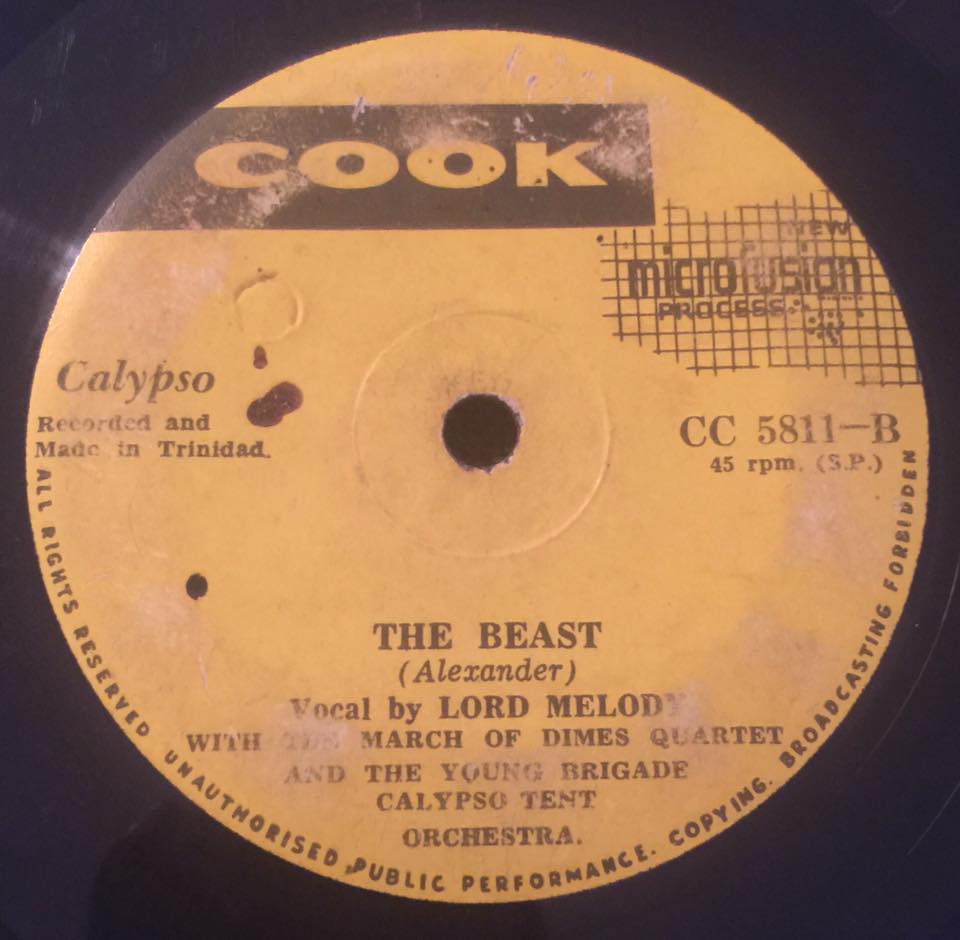 COOK
NEW
microfusion
PROCESS
Calypso
Recorded and
Made in Trinidad.
CC 5811—B
45 rpm. (S.P.)
THE BEAST
(Alexander)
Vocal by LORD MELODY
WITH THE MARCH OF DIMES QUARTET
AND THE YOUNG BRIGADE
CALYPSO TENT
ORCHESTRA.
ALL RIGHTS RESERVED UNAUTHORISED PUBLIC PERFORMANCE. COPYING. BROADCASTING FORBIDDEN